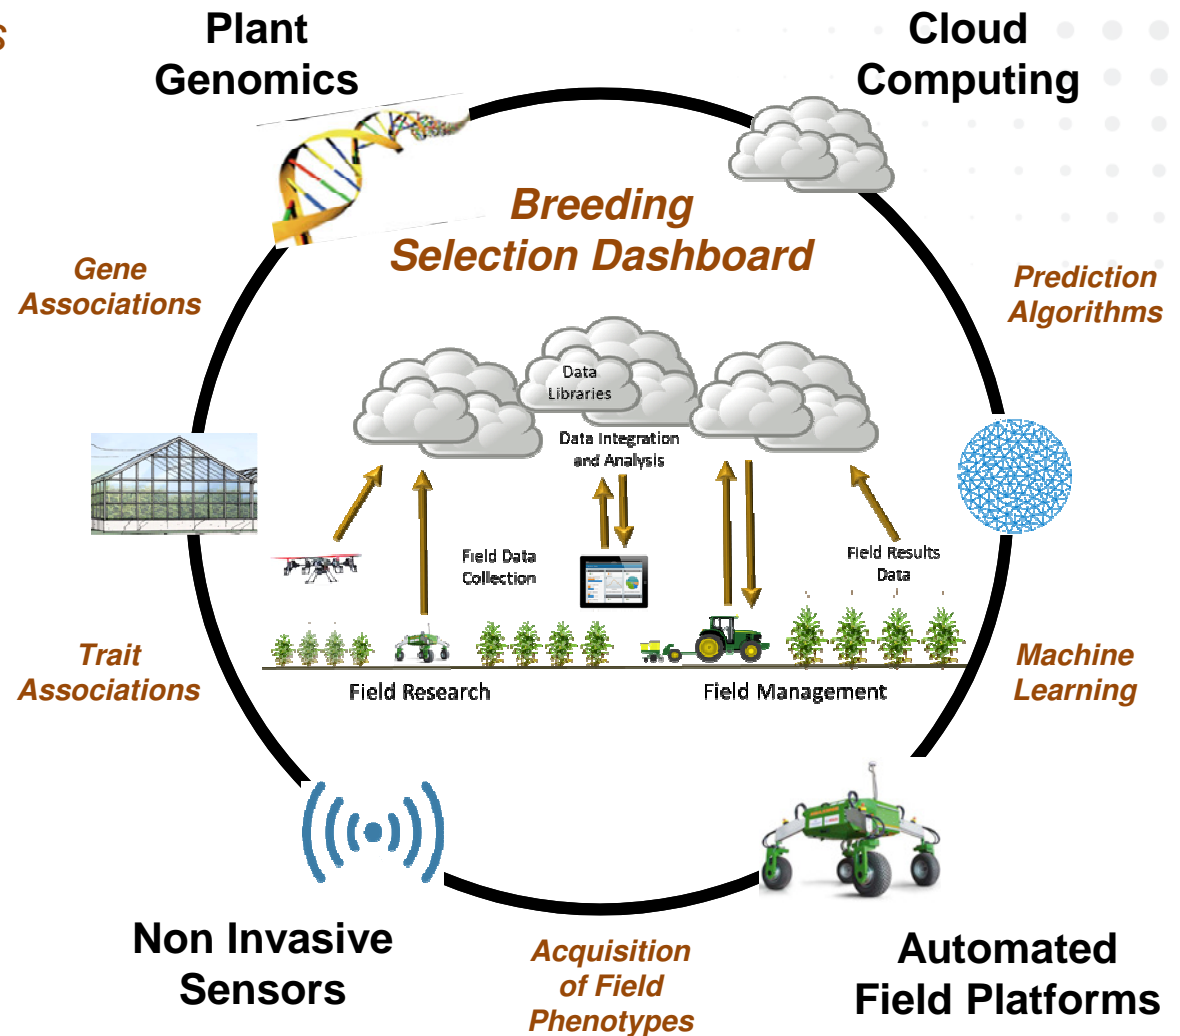 s
Plant
Genomics
Cloud
Computing
Breeding
Selection Dashboard
Gene
Associations
Prediction
Algorithms
Data
Libraries
Data Integration
and Analysis
Field Data
Collection
Field Results
Data
Trait
Associations
Machine
Learning
Field Research
Field Management
Non Invasive
Sensors
Acquisition
of Field
Phenotypes
Automated
Field Platforms